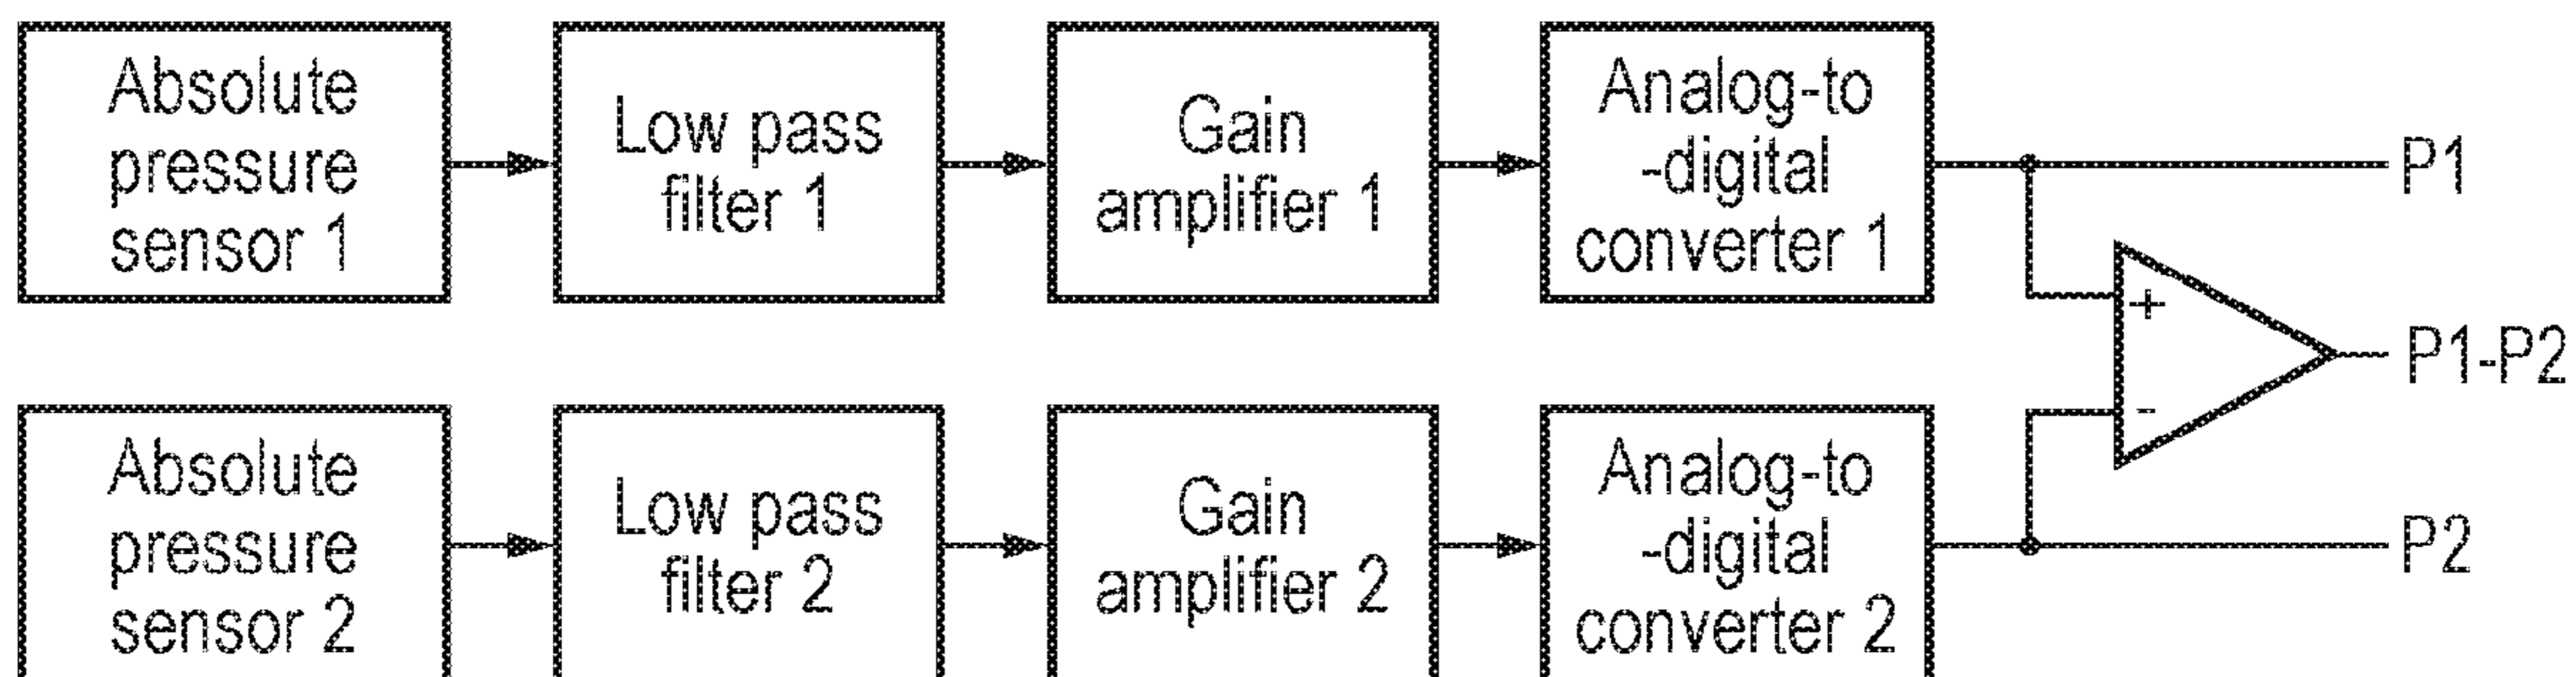 Absolute
pressure
sensor 1
Low pass
filter 1
Gain
amplifier 1
Analog-to
-digital
converter 1
P1
+
P1-P2
-
Absolute
pressure
sensor 2
Low pass
filter 2
Gain
amplifier 2
Analog-to
-digital
converter 2
P2